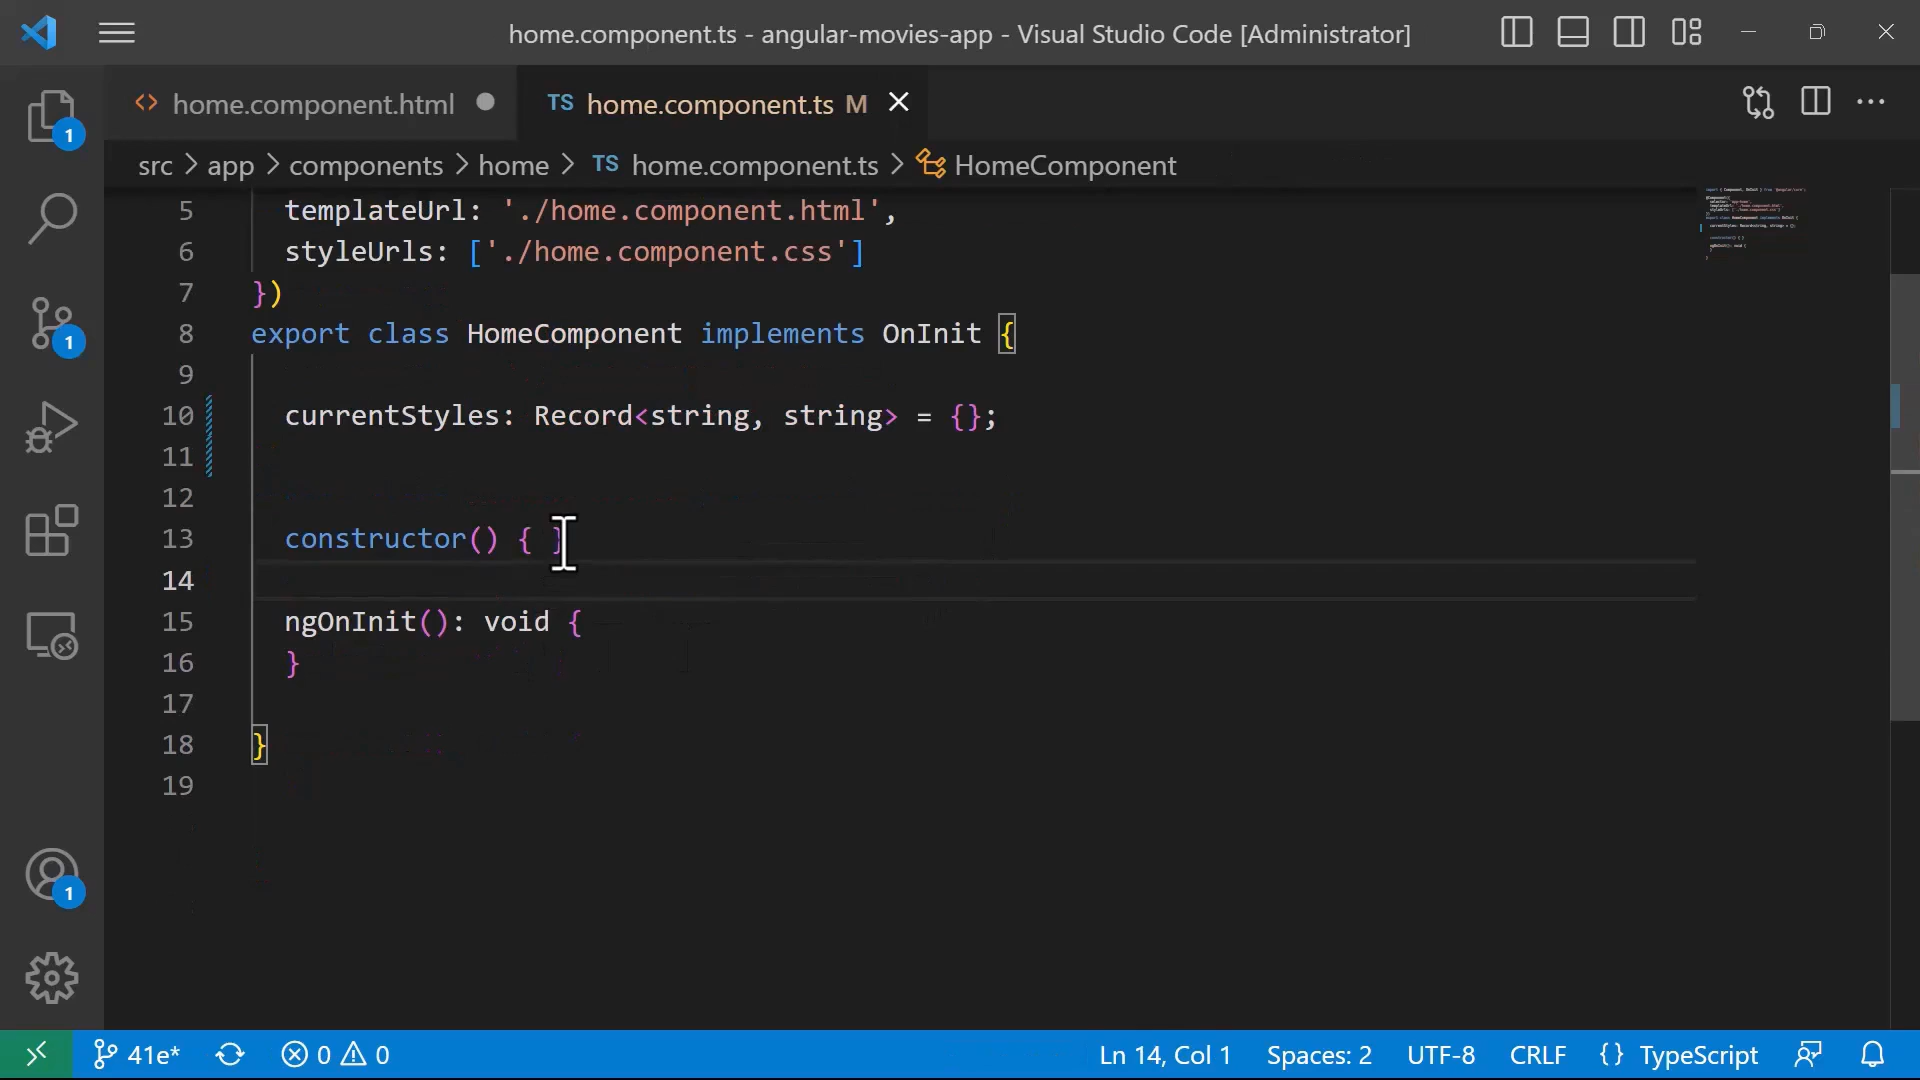 home.component.ts - angular-movies-app - Visual Studio Code [Administrator]
home.component.html
TS home.component.ts M
src > app > components > home > TS home.component.ts > HomeComponent
5 templateUrl: './home.component.html',
6 styleUrls: ['./home.component.css']
7 })
8 export class HomeComponent implements OnInit {
9
10 currentStyles: Record<string, string> = {};
11
12
13 constructor() { }
14
15 ngOnInit(): void {
16 }
17
18 }
19
1
1
1
41e* 0 0 Ln 14, Col 1 Spaces: 2 UTF-8 CRLF {} TypeScript